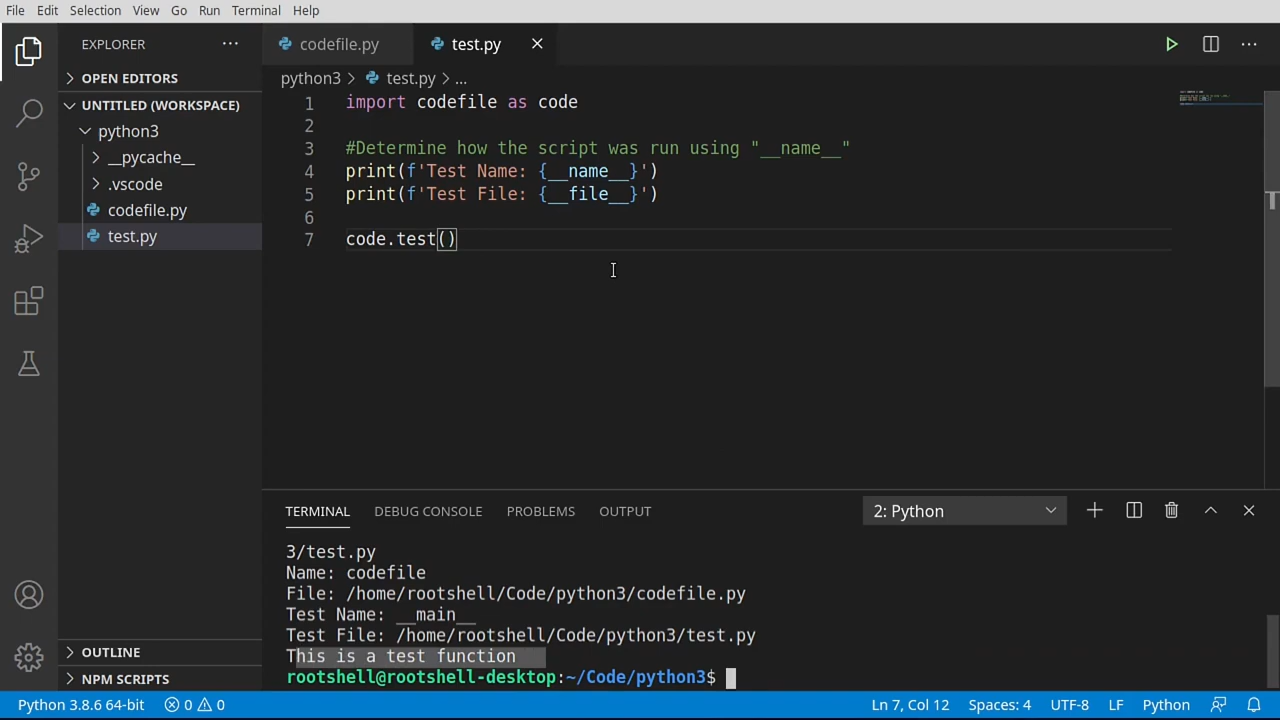 File Edit Selection View Go Run Terminal Help
EXPLORER ...
codefile.py
test.py
OPEN EDITORS
python3 > test.py > ...
UNTITLED (WORKSPACE)
python3
__pycache__
.vscode
codefile.py
test.py
1 import codefile as code
2
3 #Determine how the script was run using "__name__"
4 print(f'Test Name: {__name__}')
5 print(f'Test File: {__file__}')
6
7 code.test()
TERMINAL DEBUG CONSOLE PROBLEMS OUTPUT 2: Python
3/test.py
Name: codefile
File: /home/rootshell/Code/python3/codefile.py
Test Name: __main__
Test File: /home/rootshell/Code/python3/test.py
This is a test function
rootshell@rootshell-desktop:~/Code/python3$
OUTLINE
NPM SCRIPTS
Python 3.8.6 64-bit 0 0 Ln 7, Col 12 Spaces: 4 UTF-8 LF Python